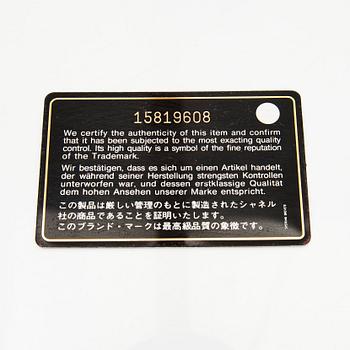 15819608
We certify the authenticity of this item and confirm
that it has been subjected to the most exacting quality
control. Its high quality is a symbol of the fine reputation
of the Trademark.
Wir bestätigen, dass es sich um einen Artikel handelt,
der während seiner Herstellung strengsten Kontrollen
unterworfen war, und dessen erstklassige Qualität
dem hohen Ansehen unserer Marke entspricht.
この製品は厳しい管理のもとに製造されたシャネル
社の商品であることを証明いたします。
このブランド・マークは最高級品質の象徴です。